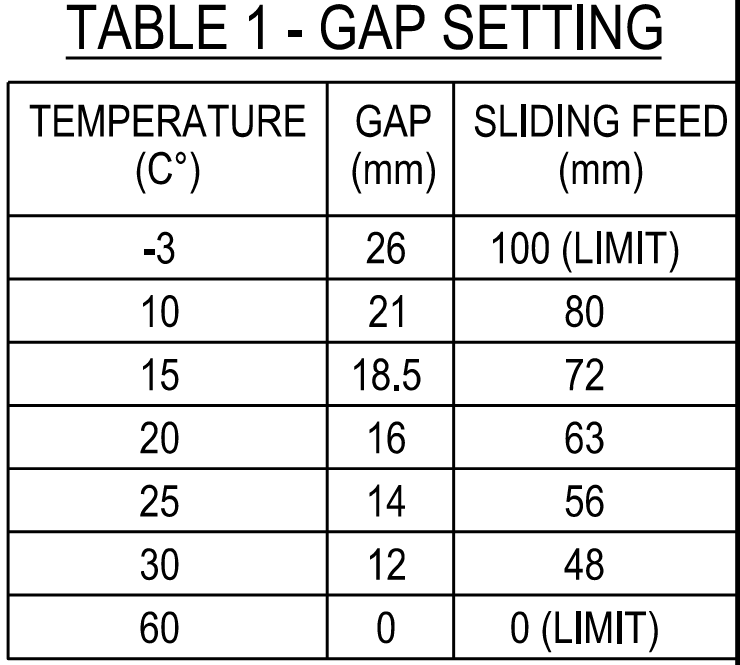 TABLE 1 - GAP SETTING
TEMPERATURE (C°) GAP (mm) SLIDING FEED (mm)
-3 26 100 (LIMIT)
10 21 80
15 18.5 72
20 16 63
25 14 56
30 12 48
60 0 0 (LIMIT)